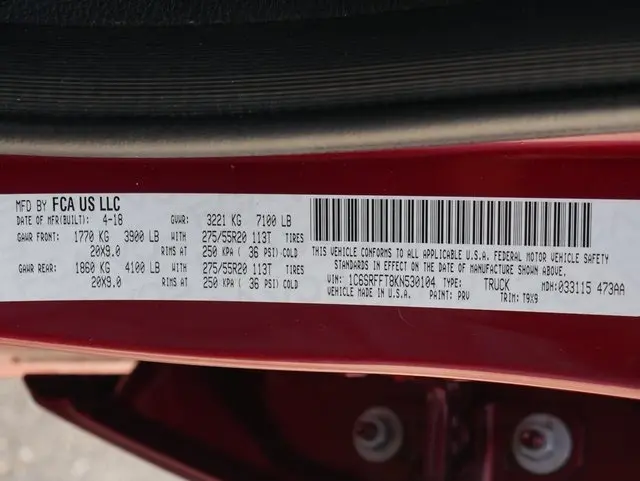 MFD BY FCA US LLC
DATE OF MFR(BUILT): 4-18 GVWR: 3221 KG 7100 LB
GAWR FRONT: 1770 KG 3900 LB WITH 275/55R20 113T TIRES
20X9.0 RIMS AT 250 KPA ( 36 PSI) COLD
GAWR REAR: 1860 KG 4100 LB WITH 275/55R20 113T TIRES
20X9.0 RIMS AT 250 KPA ( 36 PSI) COLD
THIS VEHICLE CONFORMS TO ALL APPLICABLE U.S.A. FEDERAL MOTOR VEHICLE SAFETY
STANDARDS IN EFFECT ON THE DATE OF MANUFACTURE SHOWN ABOVE.
VIN: 1C6SRFFT8KN530104 TYPE: TRUCK MDH: 033115 473AA
VEHICLE MADE IN U.S.A. PAINT: PRV TRIM: T9X9